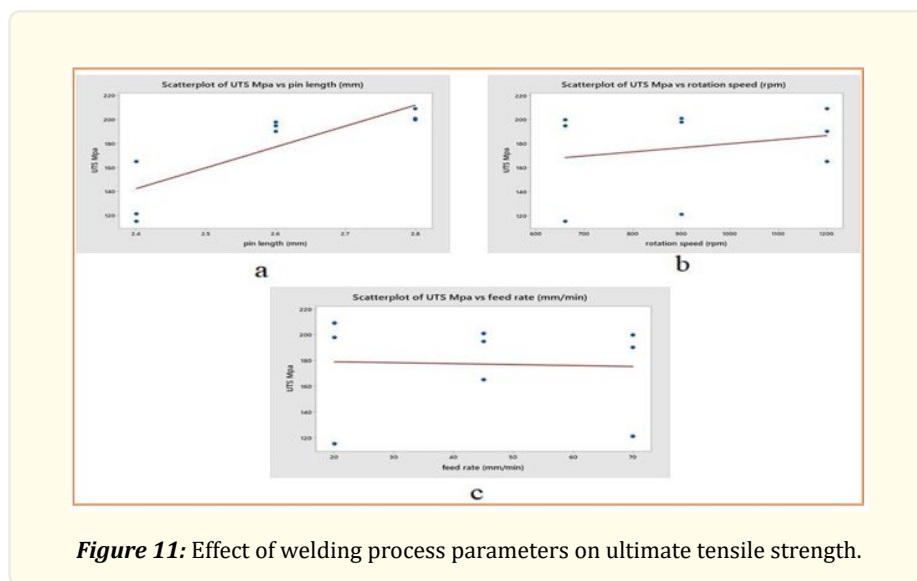 Scatterplot of UTS Mpa vs pin length (mm)
220
200
180
160
140
120
UTS Mpa
2.4 2.5 2.6 2.7 2.8
pin length (mm)
a
Scatterplot of UTS Mpa vs rotation speed (rpm)
220
200
180
160
140
120
UTS Mpa
600 700 800 900 1000 1100 1200
rotation speed (rpm)
b
Scatterplot of UTS Mpa vs feed rate (mm/min)
220
200
180
160
140
120
UTS Mpa
20 30 40 50 60 70
feed rate (mm/min)
c
Figure 11: Effect of welding process parameters on ultimate tensile strength.